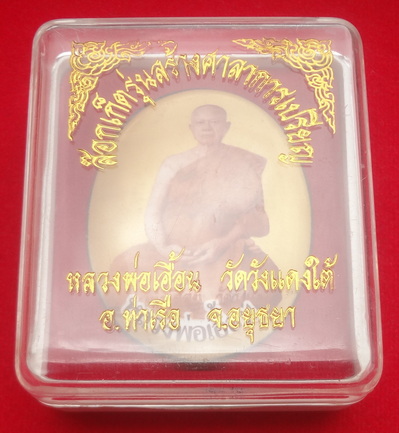 ล๊อกเก็ตรุ่นสร้างศาลาการเปรียญ
หลวงพ่อเอื้อน วัดวังแดงใต้
อ.ท่าเรือ จ.อยุธยา